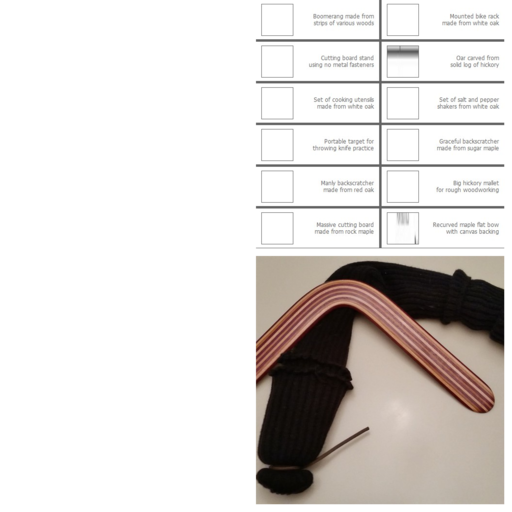 Boomerang made from
strips of various woods
Mounted bike rack
made from white oak
Cutting board stand
using no metal fasteners
Oar carved from
solid log of hickory
Set of cooking utensils
made from white oak
Set of salt and pepper
shakers from white oak
Portable target for
throwing knife practice
Graceful backscratcher
made from sugar maple
Manly backscratcher
made from red oak
Big hickory mallet
for rough woodworking
Massive cutting board
made from rock maple
Recurved maple flat bow
with canvas backing